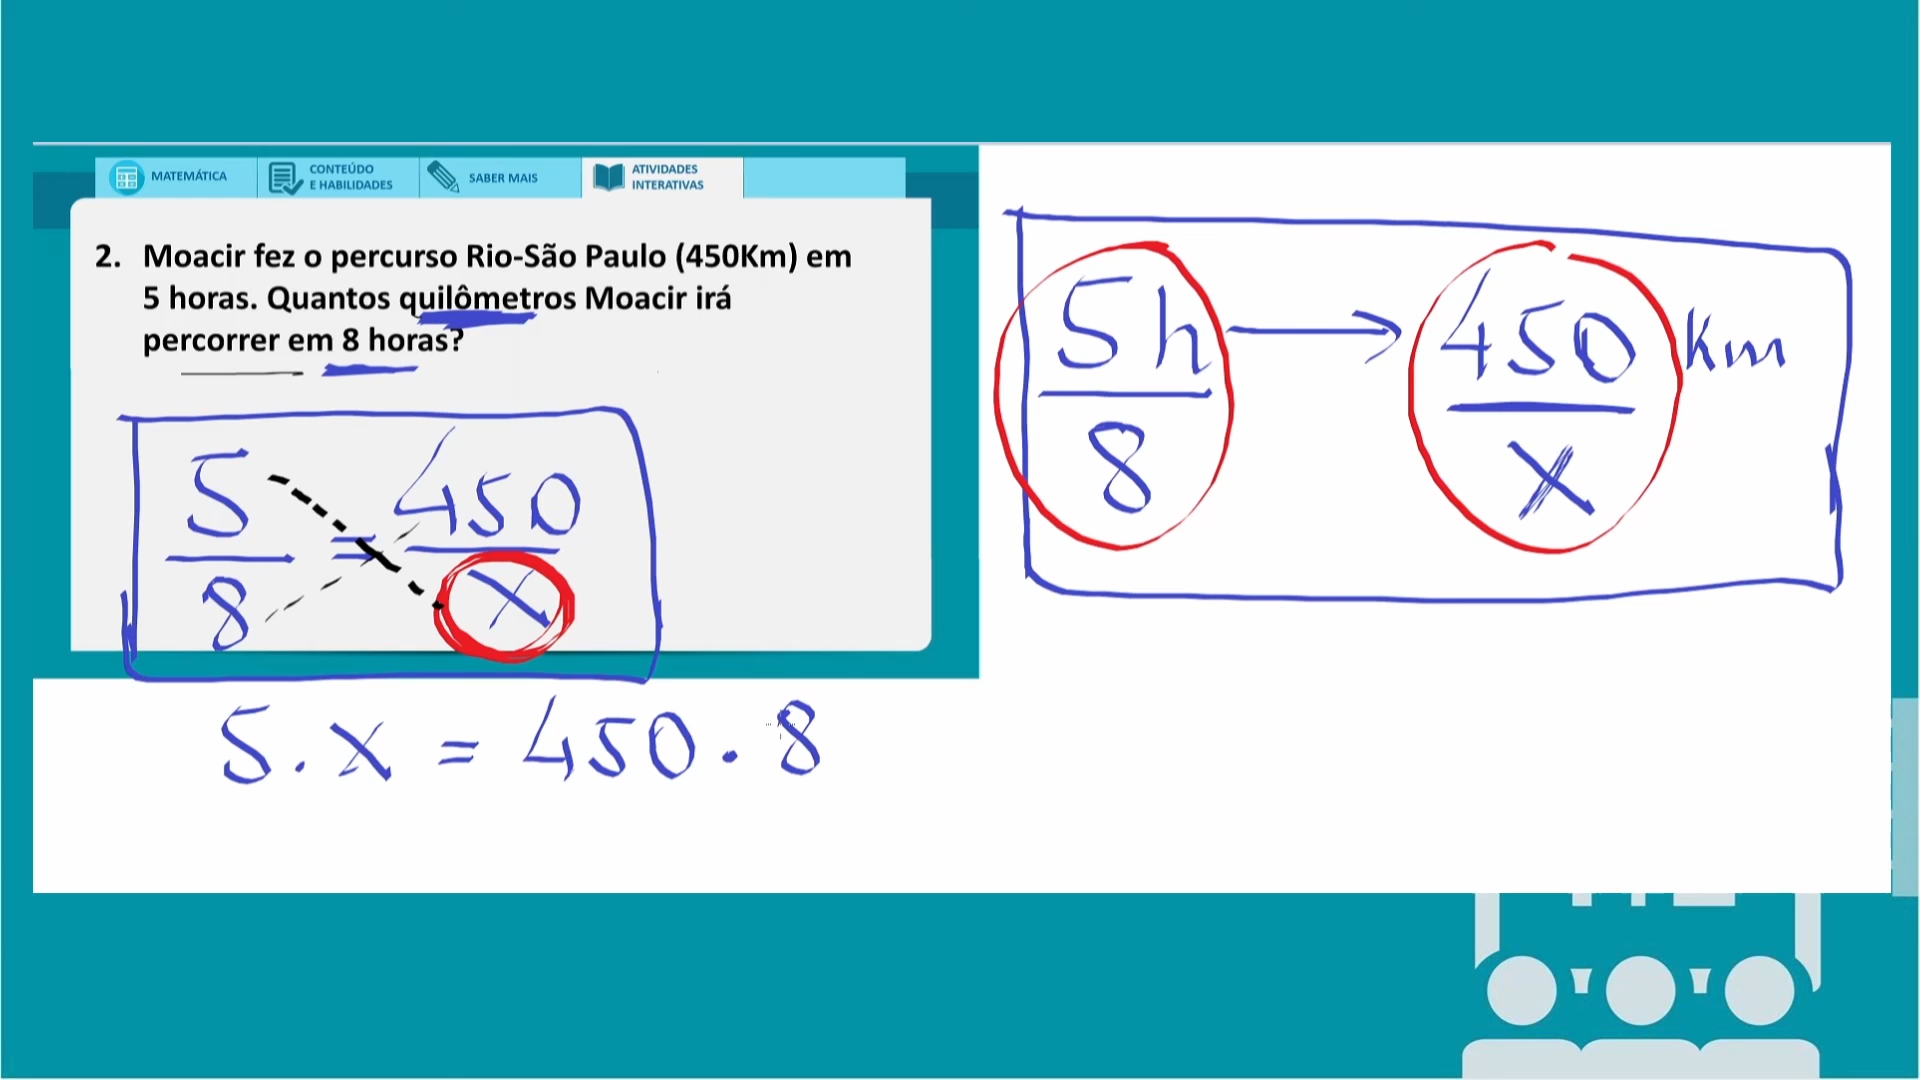 MATEMÁTICA
CONTEÚDO
E HABILIDADES
SABER MAIS
ATIVIDADES
INTERATIVAS
2. Moacir fez o percurso Rio-São Paulo (450Km) em
5 horas. Quantos quilômetros Moacir irá
percorrer em 8 horas?
5 = 450
8 x
5 . x = 450 . 8
5h → 450 Km
8 x